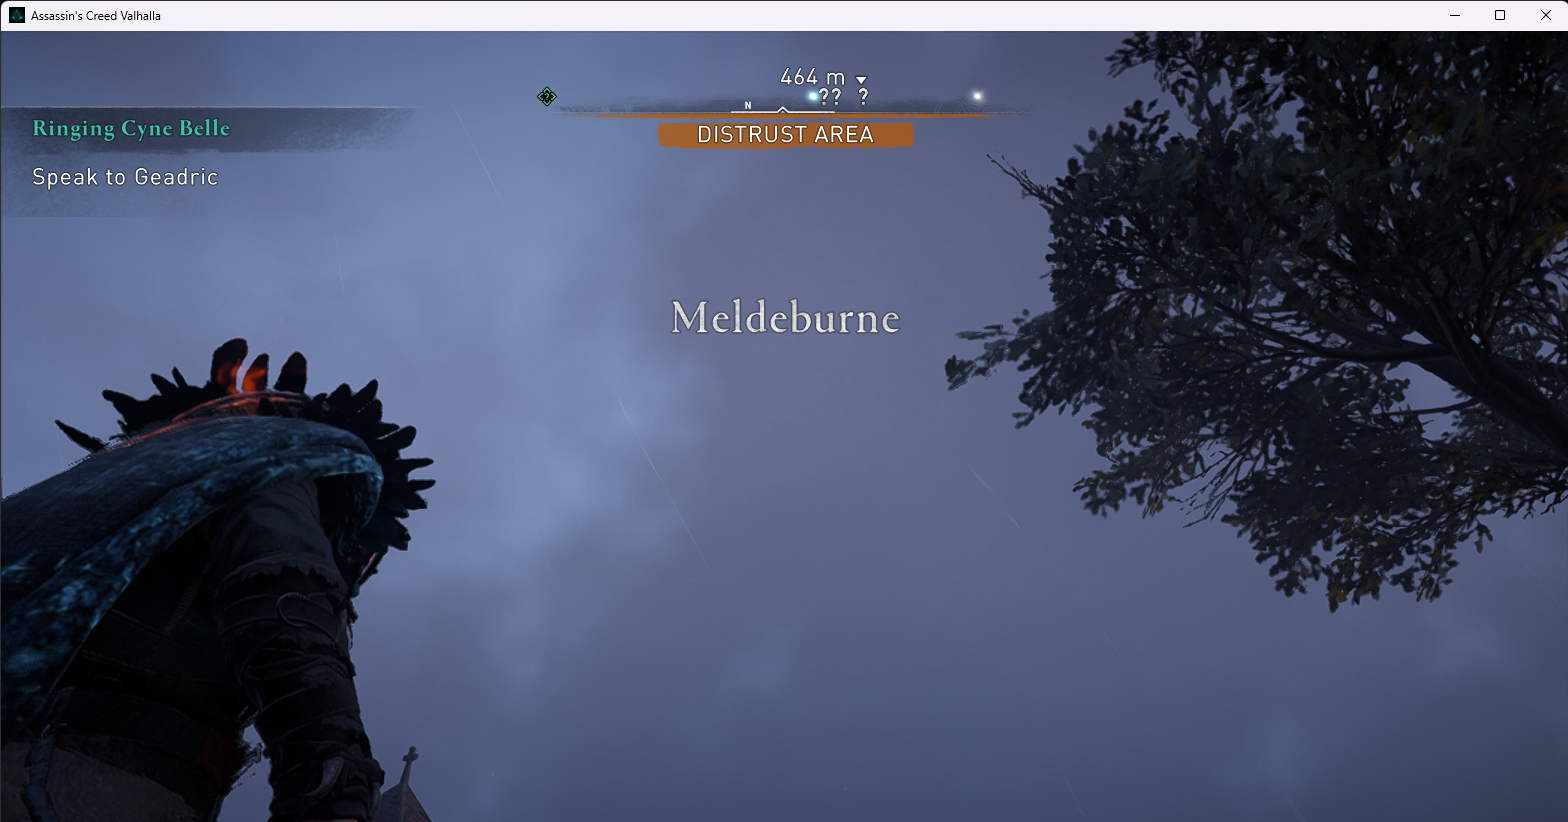 Assassin's Creed Valhalla
464 m
?? ?
N
DISTRUST AREA
Ringing Cyne Belle
Speak to Geadric
Meldeburne